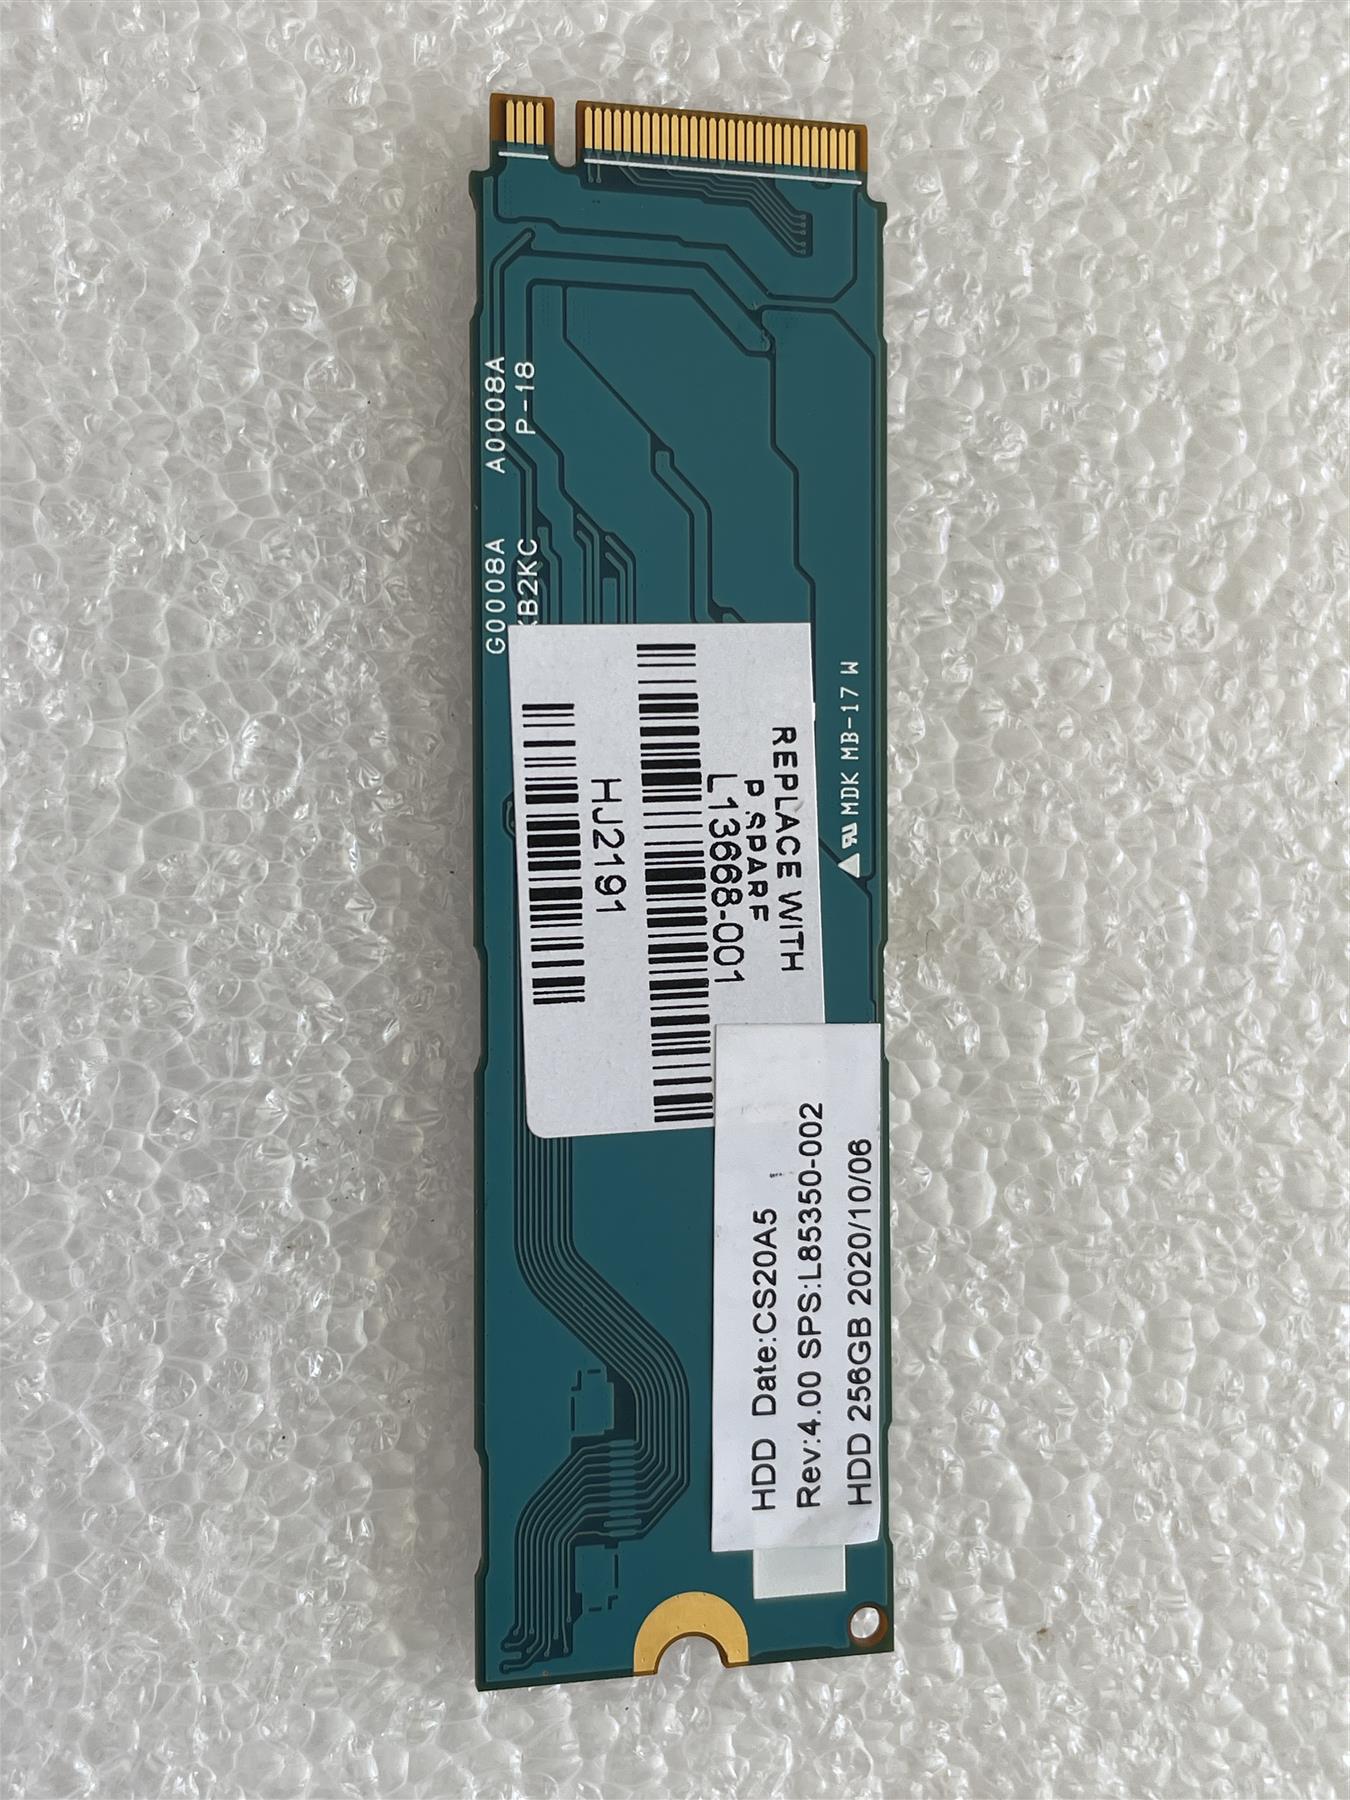 G0008A A0008A
B2KC P-18
MDK MB-17 W
REPLACE WITH
P.SPARE
L13668-001
HJ2191
HDD Date:CS20A5
Rev:4.00 SPS:L85350-002
HDD 256GB 2020/10/06